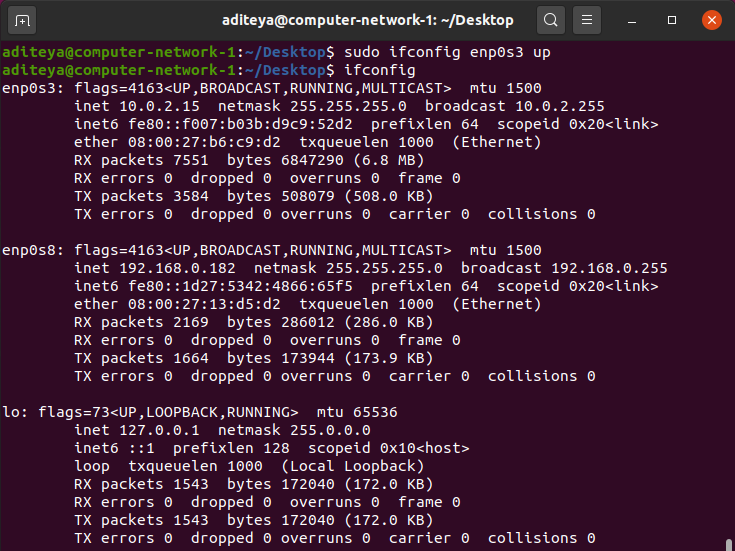 aditeya@computer-network-1: ~/Desktop
aditeya@computer-network-1:~/Desktop$ sudo ifconfig enp0s3 up
aditeya@computer-network-1:~/Desktop$ ifconfig
enp0s3: flags=4163<UP,BROADCAST,RUNNING,MULTICAST>  mtu 1500
        inet 10.0.2.15  netmask 255.255.255.0  broadcast 10.0.2.255
        inet6 fe80::f007:b03b:d9c9:52d2  prefixlen 64  scopeid 0x20<link>
        ether 08:00:27:b6:c9:d2  txqueuelen 1000  (Ethernet)
        RX packets 7551  bytes 6847290 (6.8 MB)
        RX errors 0  dropped 0  overruns 0  frame 0
        TX packets 3584  bytes 508079 (508.0 KB)
        TX errors 0  dropped 0 overruns 0  carrier 0  collisions 0

enp0s8: flags=4163<UP,BROADCAST,RUNNING,MULTICAST>  mtu 1500
        inet 192.168.0.182  netmask 255.255.255.0  broadcast 192.168.0.255
        inet6 fe80::1d27:5342:4866:65f5  prefixlen 64  scopeid 0x20<link>
        ether 08:00:27:13:d5:d2  txqueuelen 1000  (Ethernet)
        RX packets 2169  bytes 286012 (286.0 KB)
        RX errors 0  dropped 0  overruns 0  frame 0
        TX packets 1664  bytes 173944 (173.9 KB)
        TX errors 0  dropped 0 overruns 0  carrier 0  collisions 0

lo: flags=73<UP,LOOPBACK,RUNNING>  mtu 65536
        inet 127.0.0.1  netmask 255.0.0.0
        inet6 ::1  prefixlen 128  scopeid 0x10<host>
        loop  txqueuelen 1000  (Local Loopback)
        RX packets 1543  bytes 172040 (172.0 KB)
        RX errors 0  dropped 0  overruns 0  frame 0
        TX packets 1543  bytes 172040 (172.0 KB)
        TX errors 0  dropped 0 overruns 0  carrier 0  collisions 0